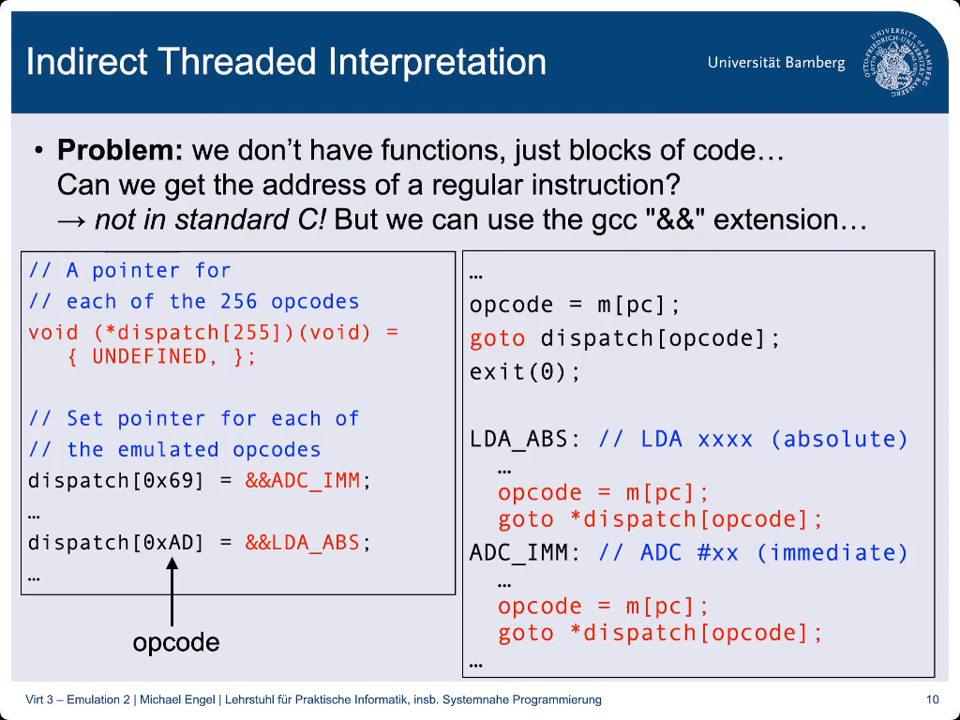 Indirect Threaded Interpretation
Universität Bamberg
• Problem: we don't have functions, just blocks of code…
Can we get the address of a regular instruction?
→ not in standard C! But we can use the gcc "&&" extension…
// A pointer for
// each of the 256 opcodes
void (*dispatch[255])(void) =
{ UNDEFINED, };
// Set pointer for each of
// the emulated opcodes
dispatch[0x69] = &&ADC_IMM;
…
dispatch[0xAD] = &&LDA_ABS;
…
opcode
…
opcode = m[pc];
goto dispatch[opcode];
exit(0);
LDA_ABS: // LDA xxxx (absolute)
…
opcode = m[pc];
goto *dispatch[opcode];
ADC_IMM: // ADC #xx (immediate)
…
opcode = m[pc];
goto *dispatch[opcode];
…
Virt 3 – Emulation 2 | Michael Engel | Lehrstuhl für Praktische Informatik, insb. Systemnahe Programmierung
10